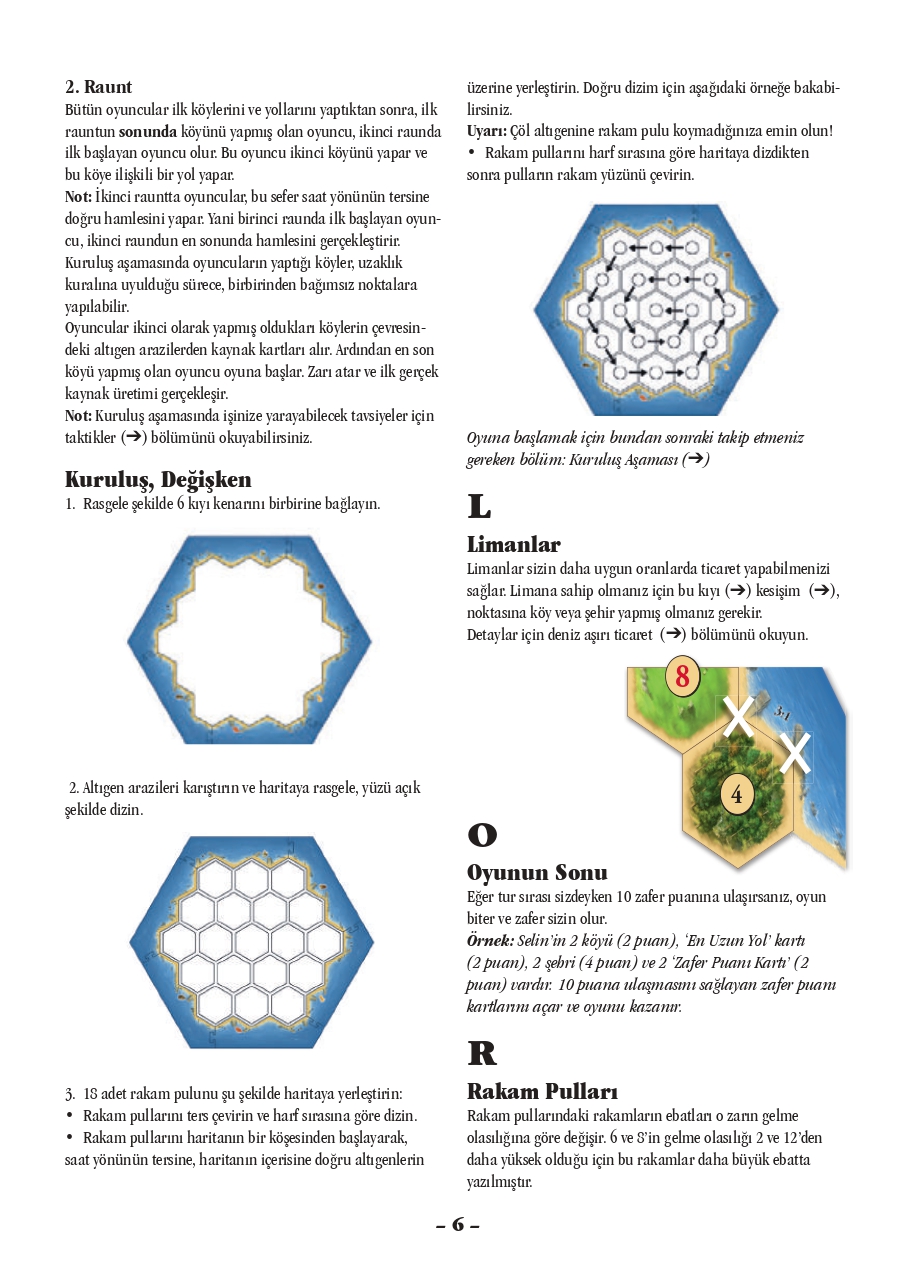 2. Raunt
Bütün oyuncular ilk köylerini ve yollarını yaptıktan sonra, ilk
rauntun sonunda köyünü yapmış olan oyuncu, ikinci raunda
ilk başlayan oyuncu olur. Bu oyuncu ikinci köyünü yapar ve
bu köye ilişkili bir yol yapar.
Not: İkinci rauntta oyuncular, bu sefer saat yönünün tersine
doğru hamlesini yapar. Yani birinci raunda ilk başlayan oyun-
cu, ikinci raundun en sonunda hamlesini gerçekleştirir.
Kuruluş aşamasında oyuncuların yaptığı köyler, uzaklık
kuralına uyulduğu sürece, birbirinden bağımsız noktalara
yapılabilir.
Oyuncular ikinci olarak yapmış oldukları köylerin çevresin-
deki altıgen arazilerden kaynak kartları alır. Ardından en son
köyü yapmış olan oyuncu oyuna başlar. Zarı atar ve ilk gerçek
kaynak üretimi gerçekleşir.
Not: Kuruluş aşamasında işinize yarayabilecek tavsiyeler için
taktikler (➔) bölümünü okuyabilirsiniz.
Kuruluş, Değişken
1. Rasgele şekilde 6 kıyı kenarını birbirine bağlayın.
2. Altıgen arazileri karıştırın ve haritaya rasgele, yüzü açık
şekilde dizin.
3. 18 adet rakam pulunu şu şekilde haritaya yerleştirin:
• Rakam pullarını ters çevirin ve harf sırasına göre dizin.
• Rakam pullarını haritanın bir köşesinden başlayarak,
saat yönünün tersine, haritanın içerisine doğru altıgenlerin
üzerine yerleştirin. Doğru dizim için aşağıdaki örneğe bakabi-
lirsiniz.
Uyarı: Çöl altıgenine rakam pulu koymadığınıza emin olun!
• Rakam pullarını harf sırasına göre haritaya dizdikten
sonra pulların rakam yüzünü çevirin.
Oyuna başlamak için bundan sonraki takip etmeniz
gereken bölüm: Kuruluş Aşaması (➔)
L
Limanlar
Limanlar sizin daha uygun oranlarda ticaret yapabilmenizi
sağlar. Limana sahip olmanız için bu kıyı (➔) kesişim (➔),
noktasına köy veya şehir yapmış olmanız gerekir.
Detaylar için deniz aşırı ticaret (➔) bölümünü okuyun.
8
3:1
4
O
Oyunun Sonu
Eğer tur sırası sizdeyken 10 zafer puanına ulaşırsanız, oyun
biter ve zafer sizin olur.
Örnek: Selin'in 2 köyü (2 puan), 'En Uzun Yol' kartı
(2 puan), 2 şehri (4 puan) ve 2 'Zafer Puanı Kartı' (2
puan) vardır. 10 puana ulaşmasını sağlayan zafer puanı
kartlarını açar ve oyunu kazanır.
R
Rakam Pulları
Rakam pullarındaki rakamların ebatları o zarın gelme
olasılığına göre değişir. 6 ve 8'in gelme olasılığı 2 ve 12'den
daha yüksek olduğu için bu rakamlar daha büyük ebatta
yazılmıştır.
– 6 –